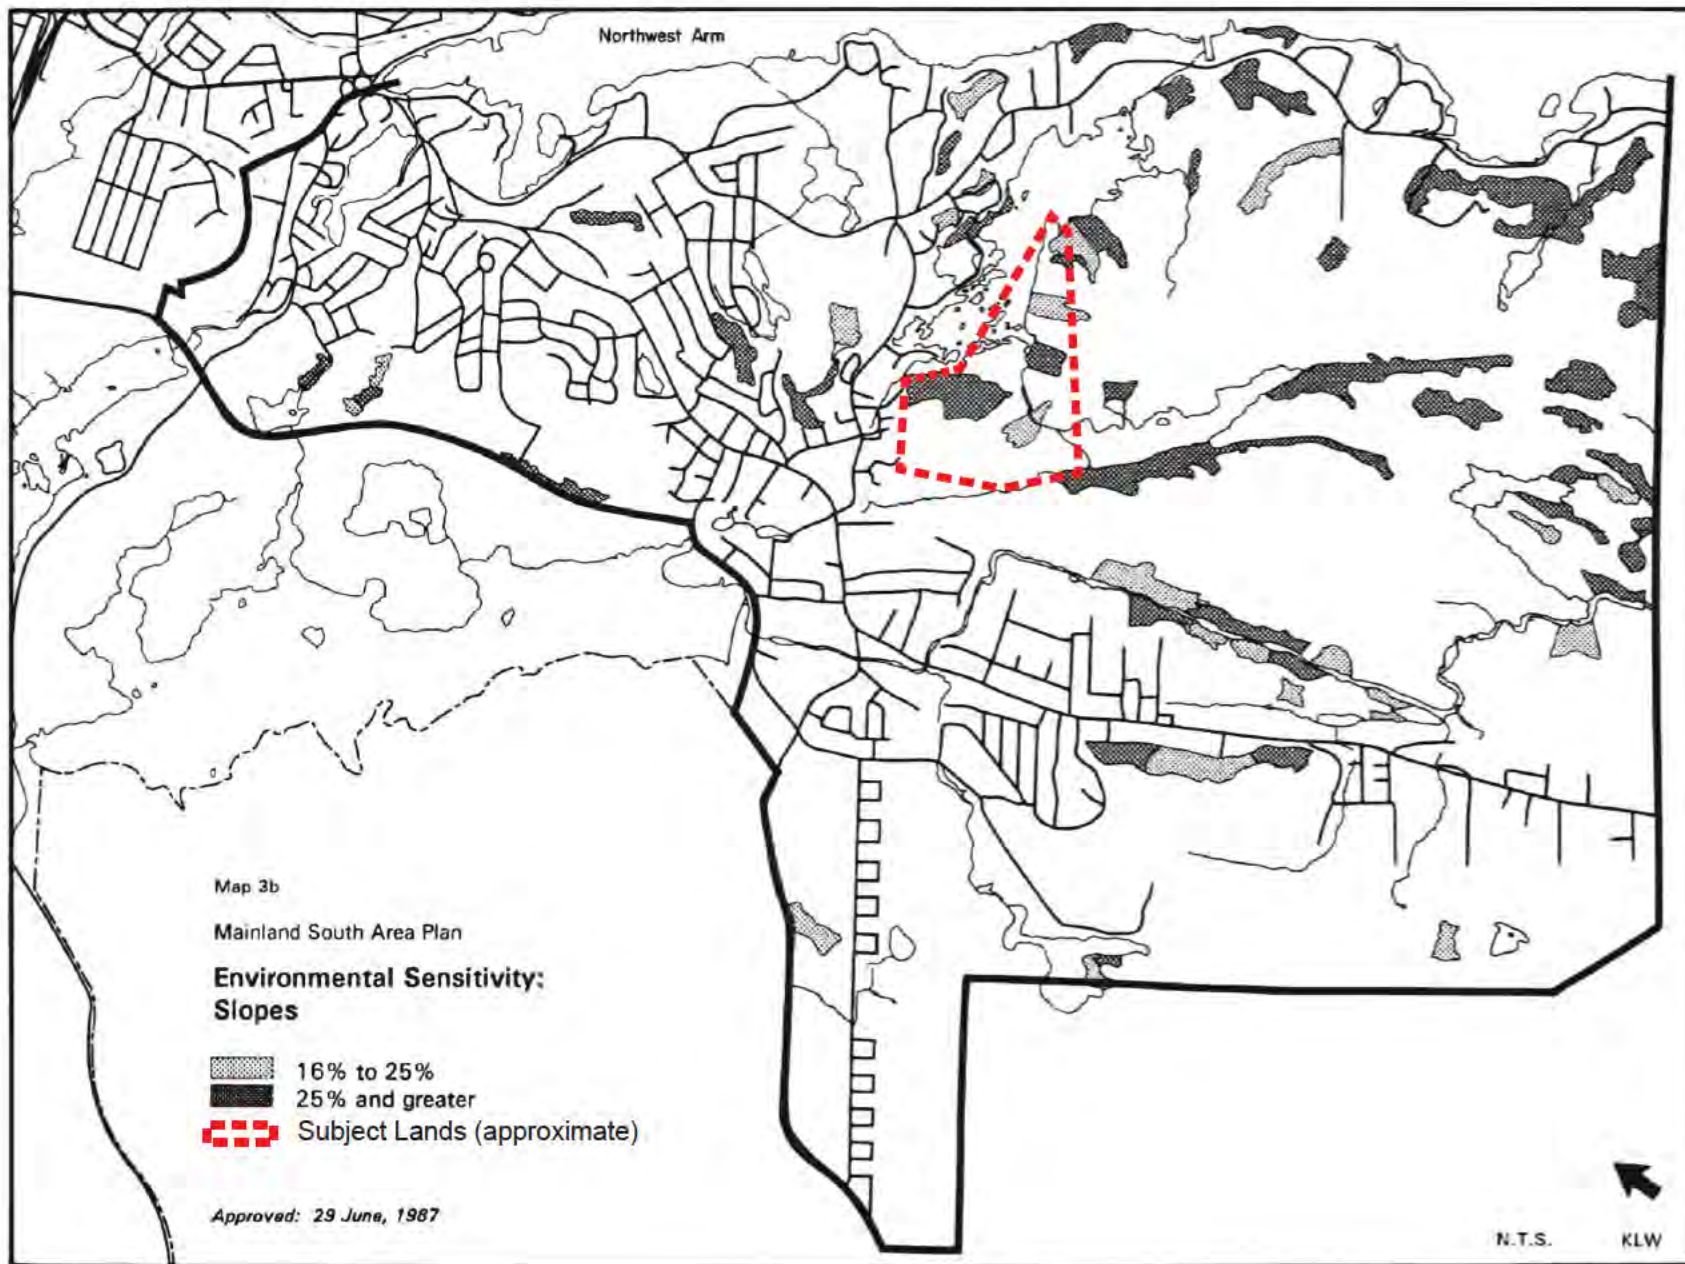 Northwest Arm
Map 3b
Mainland South Area Plan
Environmental Sensitivity:
Slopes
16% to 25%
25% and greater
Subject Lands (approximate)
Approved: 29 June, 1987
N.T.S.
KLW